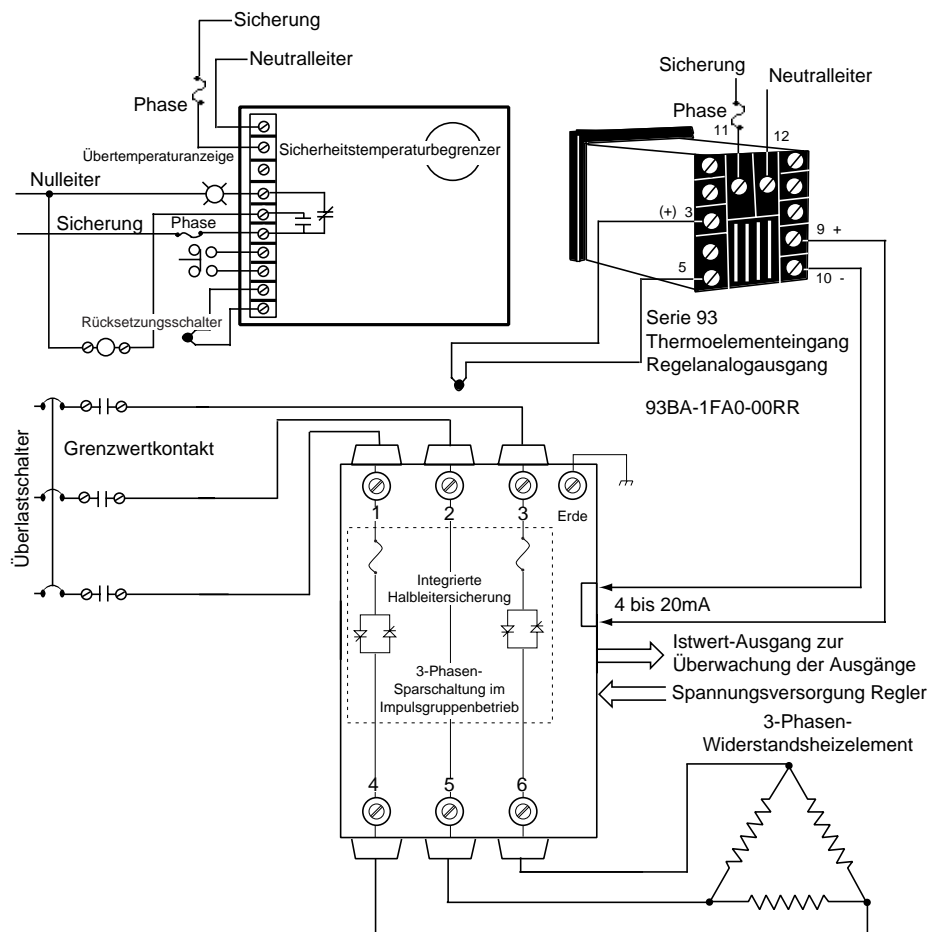 Sicherung
Neutralleiter
Phase
Sicherheitstemperaturbegrenzer
Übertemperaturanzeige
Nulleiter
Sicherung
Phase
Rücksetzungsschalter
Sicherung
Neutralleiter
Phase
11
12
(+) 3
5
9 +
10 -
Serie 93
Thermoelementeingang
Regelanalogausgang
93BA-1FA0-00RR
Überlastschalter
Grenzwertkontakt
1
2
3
Erde
Integrierte
Halbleitersicherung
3-Phasen-
Sparschaltung im
Impulsgruppenbetrieb
4 bis 20mA
Istwert-Ausgang zur
Überwachung der Ausgänge
Spannungsversorgung Regler
3-Phasen-
Widerstandsheizelement
4
5
6